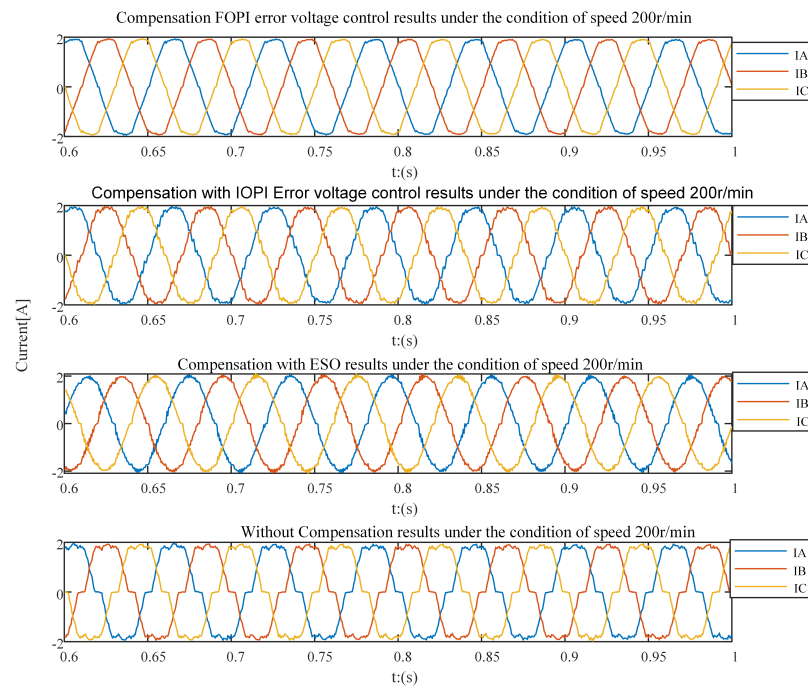 Compensation FOPI error voltage control results under the condition of speed 200r/min
2
0
-2
0.6 0.65 0.7 0.75 0.8 0.85 0.9 0.95 1
t:(s)
IA
IB
IC
Compensation with IOPI Error voltage control results under the condition of speed 200r/min
2
0
-2
0.6 0.65 0.7 0.75 0.8 0.85 0.9 0.95 1
t:(s)
IA
IB
IC
Current[A]
Compensation with ESO results under the condition of speed 200r/min
2
0
-2
0.6 0.65 0.7 0.75 0.8 0.85 0.9 0.95 1
t:(s)
IA
IB
IC
Without Compensation results under the condition of speed 200r/min
2
0
-2
0.6 0.65 0.7 0.75 0.8 0.85 0.9 0.95 1
t:(s)
IA
IB
IC